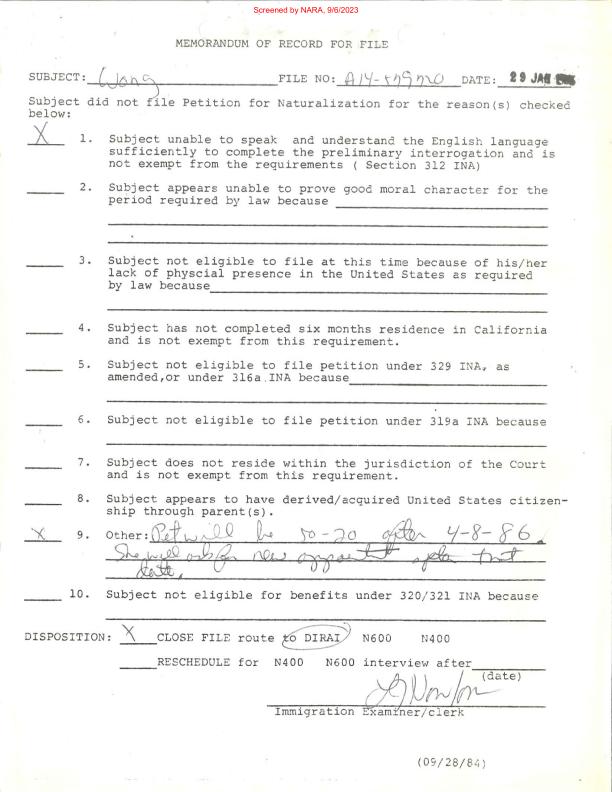 Screened by NARA, 9/6/2023
MEMORANDUM OF RECORD FOR FILE
SUBJECT: Wong FILE NO: A14- DATE: 29 JAN
Subject did not file Petition for Naturalization for the reason(s) checked
below:
X 1. Subject unable to speak and understand the English language
sufficiently to complete the preliminary interrogation and is
not exempt from the requirements ( Section 312 INA)
2. Subject appears unable to prove good moral character for the
period required by law because
3. Subject not eligible to file at this time because of his/her
lack of physcial presence in the United States as required
by law because
4. Subject has not completed six months residence in California
and is not exempt from this requirement.
5. Subject not eligible to file petition under 329 INA, as
amended,or under 316a INA because
6. Subject not eligible to file petition under 319a INA because
7. Subject does not reside within the jurisdiction of the Court
and is not exempt from this requirement.
8. Subject appears to have derived/acquired United States citizen-
ship through parent(s).
X 9. Other: Pet will be 50-20 after 4-8-86.
She will ask for new after that
date.
10. Subject not eligible for benefits under 320/321 INA because
DISPOSITION: X CLOSE FILE route to DIRAI N600 N400
RESCHEDULE for N400 N600 interview after
(date)
Immigration Examiner/clerk
(09/28/84)